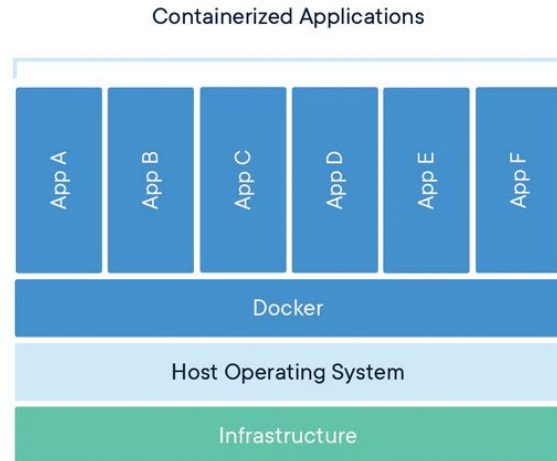 Containerized Applications
App A
App B
App C
App D
App E
App F
Docker
Host Operating System
Infrastructure